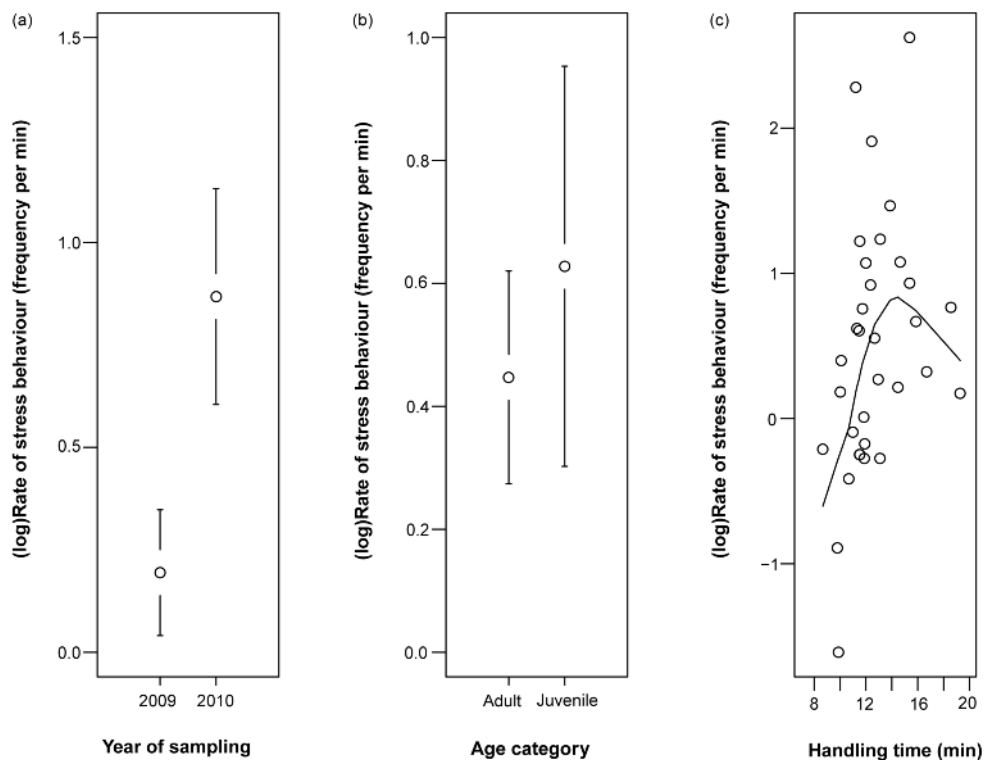 (a)
(log)Rate of stress behaviour (frequency per min)
1.5
1.0
0.5
0.0
2009 2010
Year of sampling
(b)
(log)Rate of stress behaviour (frequency per min)
1.0
0.8
0.6
0.4
0.2
0.0
Adult Juvenile
Age category
(c)
(log)Rate of stress behaviour (frequency per min)
2
1
0
−1
8 10 12 16 20
Handling time (min)